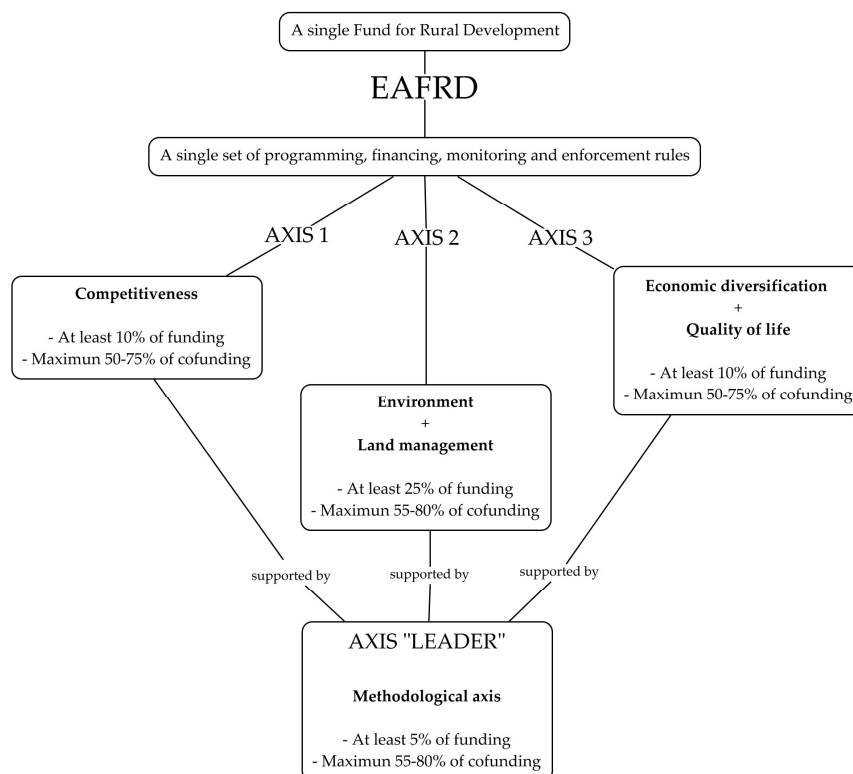 A single Fund for Rural Development
EAFRD
A single set of programming, financing, monitoring and enforcement rules
AXIS 1
AXIS 2
AXIS 3
Competitiveness
- At least 10% of funding
- Maximun 50-75% of cofunding
Environment
+
Land management
- At least 25% of funding
- Maximun 55-80% of cofunding
Economic diversification
+
Quality of life
- At least 10% of funding
- Maximun 50-75% of cofunding
supported by
supported by
supported by
AXIS "LEADER"
Methodological axis
- At least 5% of funding
- Maximun 55-80% of cofunding